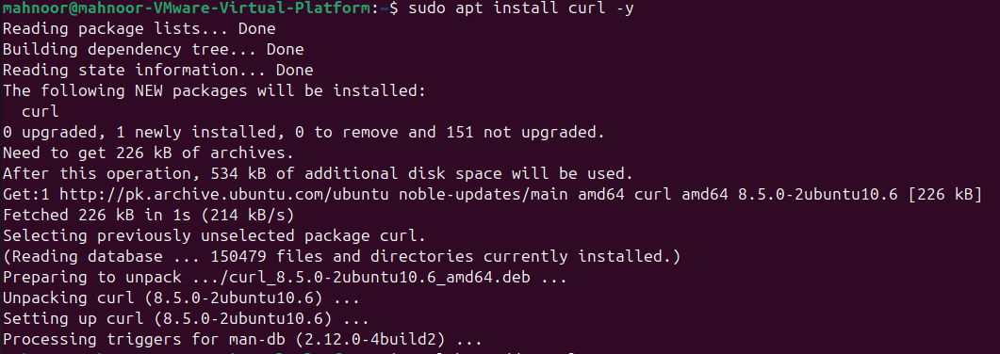 mahnoor@mahnoor-VMware-Virtual-Platform:~$ sudo apt install curl -y
Reading package lists... Done
Building dependency tree... Done
Reading state information... Done
The following NEW packages will be installed:
  curl
0 upgraded, 1 newly installed, 0 to remove and 151 not upgraded.
Need to get 226 kB of archives.
After this operation, 534 kB of additional disk space will be used.
Get:1 http://pk.archive.ubuntu.com/ubuntu noble-updates/main amd64 curl amd64 8.5.0-2ubuntu10.6 [226 kB]
Fetched 226 kB in 1s (214 kB/s)
Selecting previously unselected package curl.
(Reading database ... 150479 files and directories currently installed.)
Preparing to unpack .../curl_8.5.0-2ubuntu10.6_amd64.deb ...
Unpacking curl (8.5.0-2ubuntu10.6) ...
Setting up curl (8.5.0-2ubuntu10.6) ...
Processing triggers for man-db (2.12.0-4build2) ...